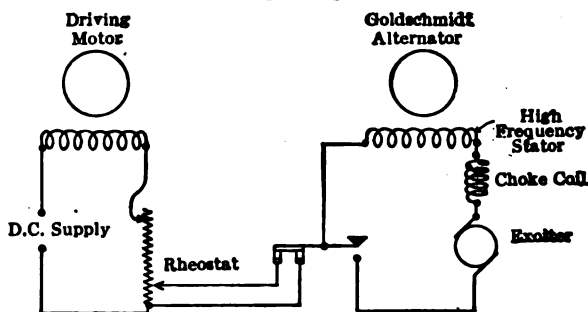 Driving
Motor
Goldschmidt
Alternator
High
Frequency
Stator
Choke Coil
D.C. Supply
Rheostat
Exciter